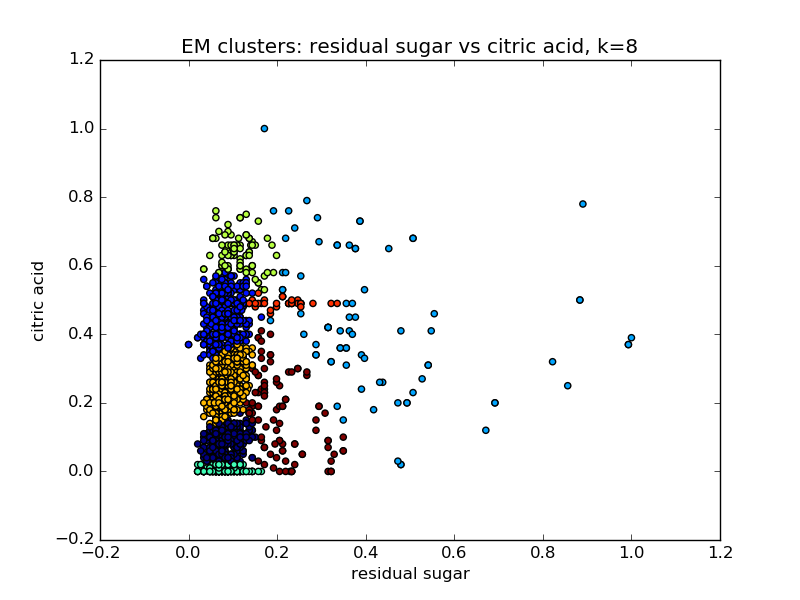 EM clusters: residual sugar vs citric acid, k=8
1.2
1.0
0.8
0.6
0.4
0.2
0.0
−0.2
citric acid
−0.2 0.0 0.2 0.4 0.6 0.8 1.0 1.2
residual sugar